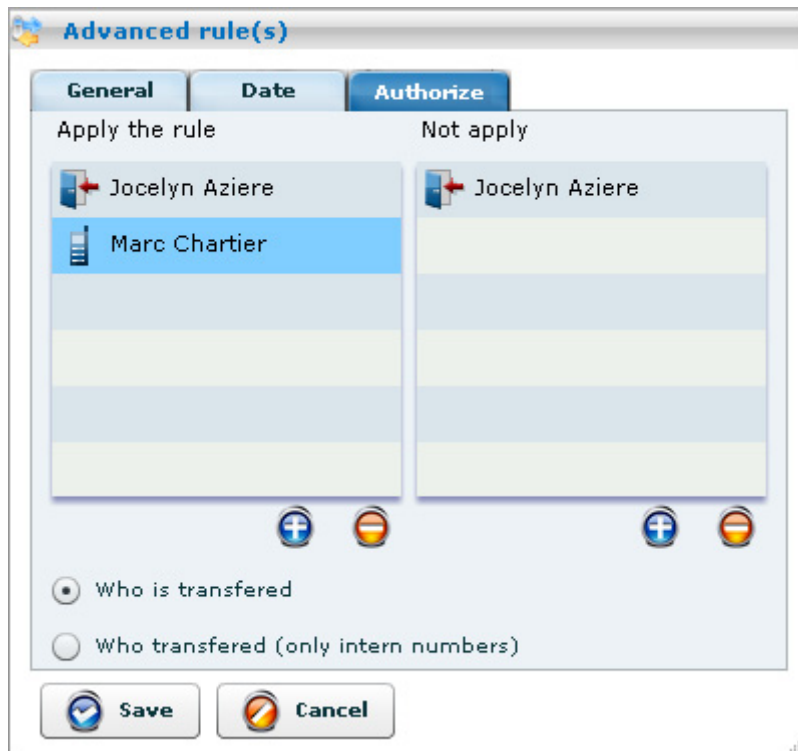 Advanced rule(s)
General Date Authorize
Apply the rule Not apply
Jocelyn Aziere Jocelyn Aziere
Marc Chartier
Who is transfered
Who transfered (only intern numbers)
Save Cancel